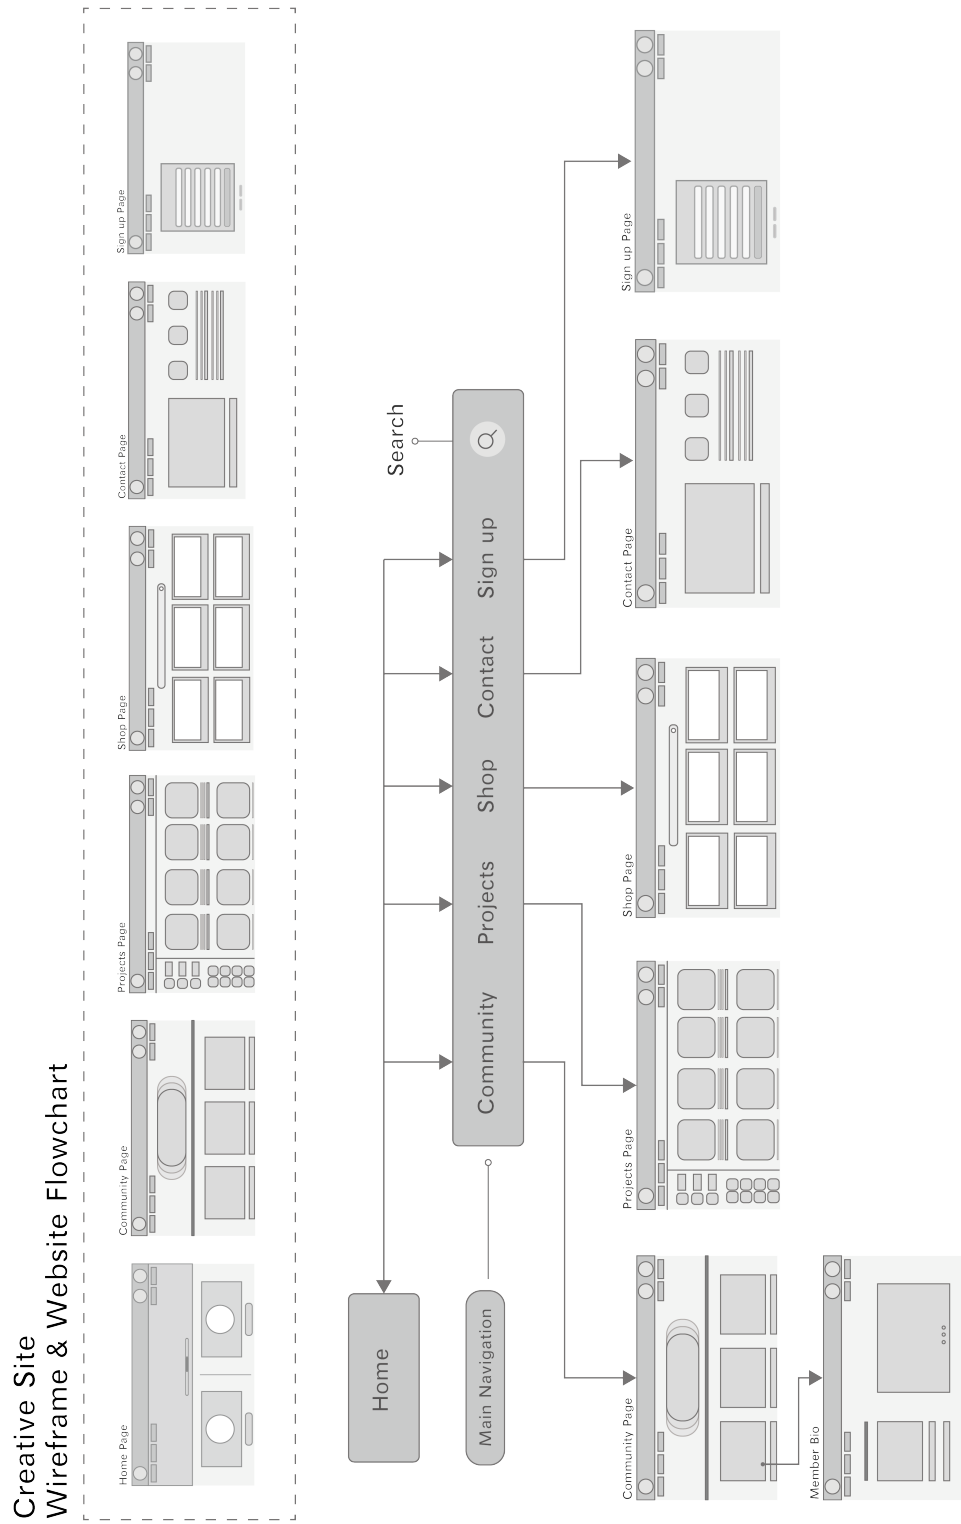 Creative Site
Wireframe & Website Flowchart
Home Page
Community Page
Projects Page
Shop Page
Contact Page
Sign up Page
Home
Search
Main Navigation
Community
Projects
Shop
Contact
Sign up
Community Page
Projects Page
Shop Page
Contact Page
Sign up Page
Member Bio